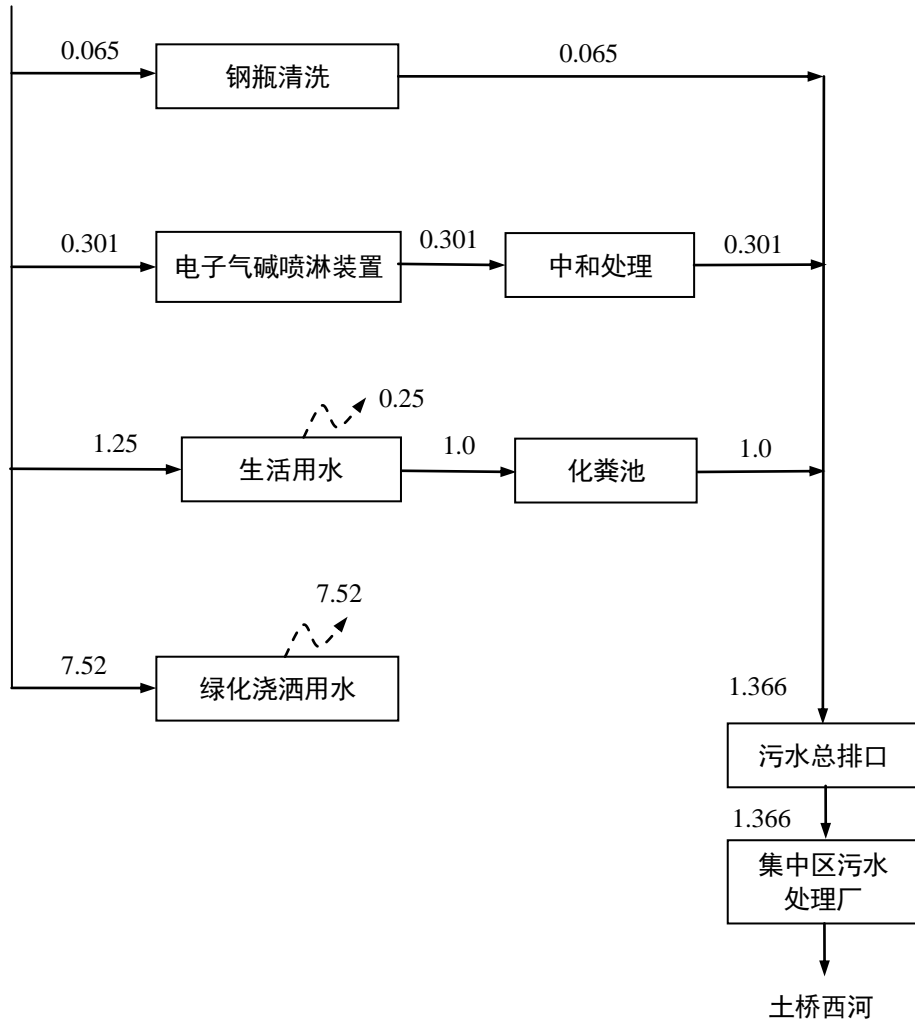 0.065
钢瓶清洗
0.065
0.301
电子气碱喷淋装置
0.301
中和处理
0.301
0.25
1.25
生活用水
1.0
化粪池
1.0
7.52
7.52
绿化浇洒用水
1.366
污水总排口
1.366
集中区污水
处理厂
土桥西河